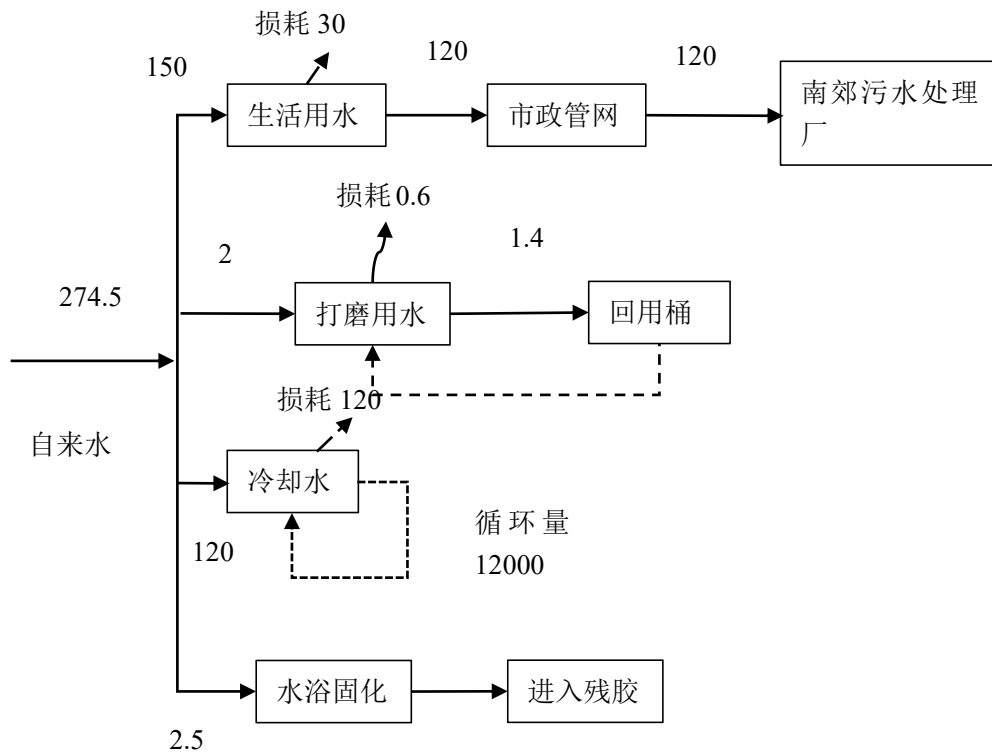 损耗 30
150
120
120
生活用水
市政管网
南郊污水处理
厂
损耗 0.6
2
1.4
274.5
打磨用水
回用桶
损耗 120
自来水
冷却水
循环量
12000
120
水浴固化
进入残胶
2.5